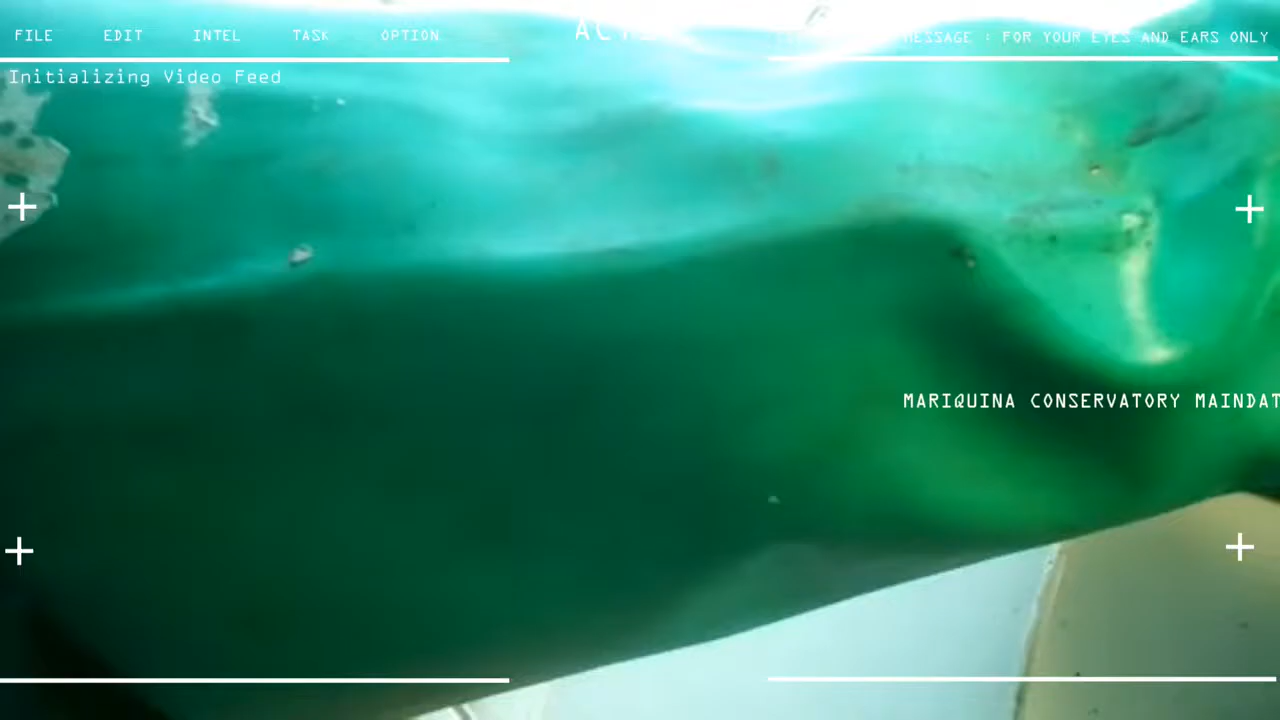 FILE EDIT INTEL TASK OPTION
MESSAGE : FOR YOUR EYES AND EARS ONLY
Initializing Video Feed
MARIQUINA CONSERVATORY MAINDAT